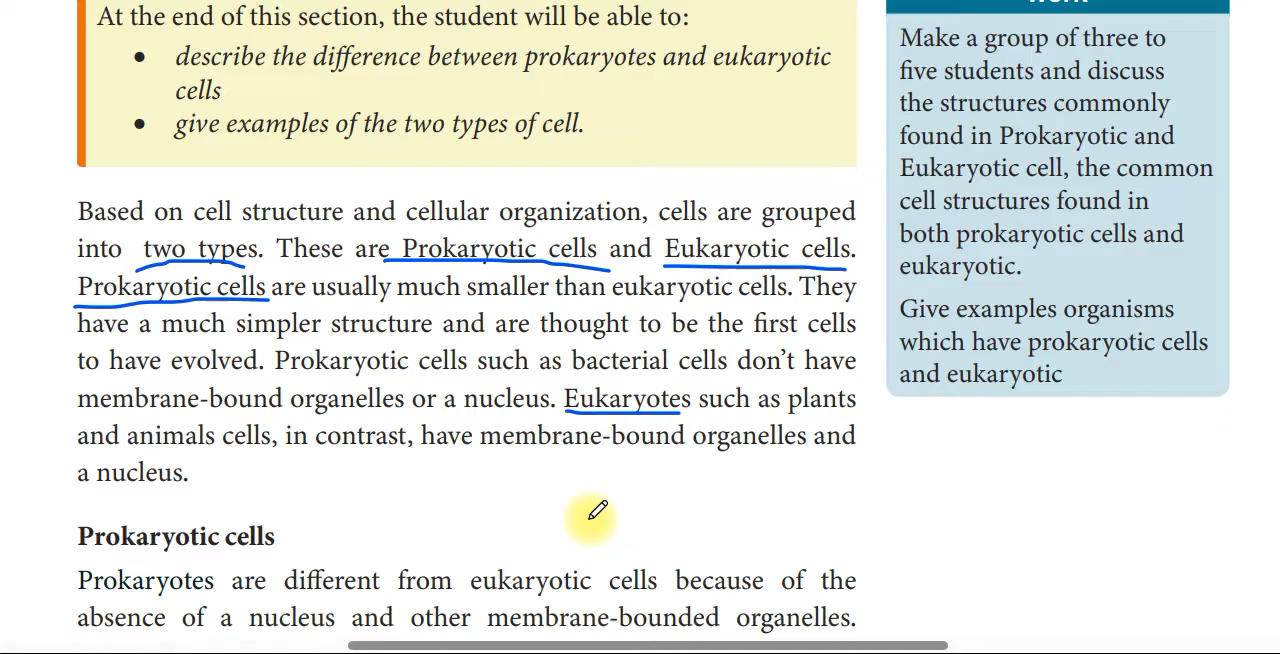 At the end of this section, the student will be able to:
• describe the difference between prokaryotes and eukaryotic
cells
• give examples of the two types of cell.
Based on cell structure and cellular organization, cells are grouped
into two types. These are Prokaryotic cells and Eukaryotic cells.
Prokaryotic cells are usually much smaller than eukaryotic cells. They
have a much simpler structure and are thought to be the first cells
to have evolved. Prokaryotic cells such as bacterial cells don’t have
membrane-bound organelles or a nucleus. Eukaryotes such as plants
and animals cells, in contrast, have membrane-bound organelles and
a nucleus.
Prokaryotic cells
Prokaryotes are different from eukaryotic cells because of the
absence of a nucleus and other membrane-bounded organelles.
Make a group of three to
five students and discuss
the structures commonly
found in Prokaryotic and
Eukaryotic cell, the common
cell structures found in
both prokaryotic cells and
eukaryotic.
Give examples organisms
which have prokaryotic cells
and eukaryotic